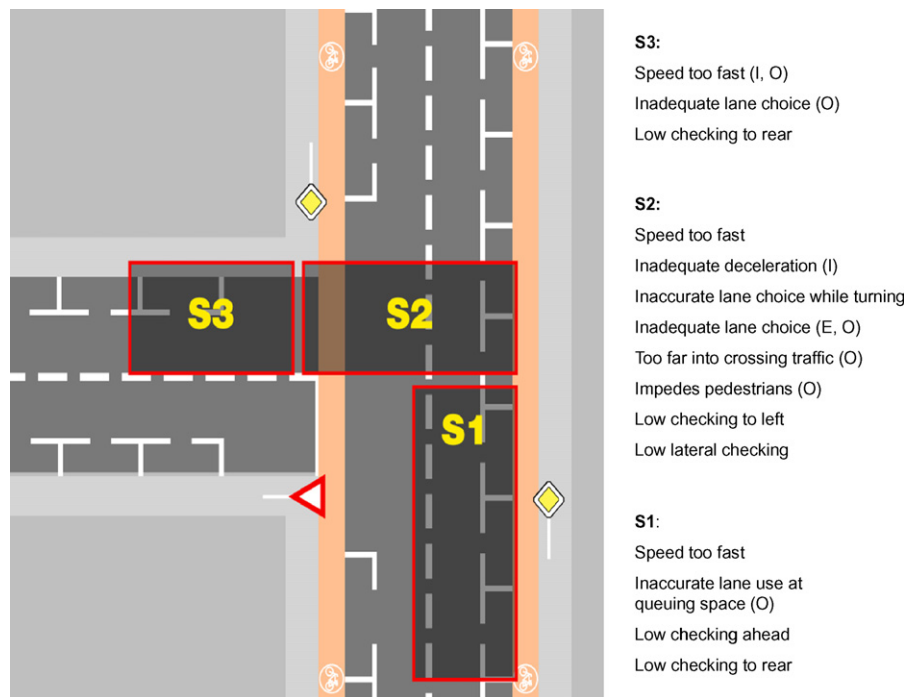 S3:
Speed too fast (I, O)
Inadequate lane choice (O)
Low checking to rear
S2:
Speed too fast
Inadequate deceleration (I)
Inaccurate lane choice while turning
Inadequate lane choice (E, O)
Too far into crossing traffic (O)
Impedes pedestrians (O)
Low checking to left
Low lateral checking
S1:
Speed too fast
Inaccurate lane use at
queuing space (O)
Low checking ahead
Low checking to rear
S3
S2
S1